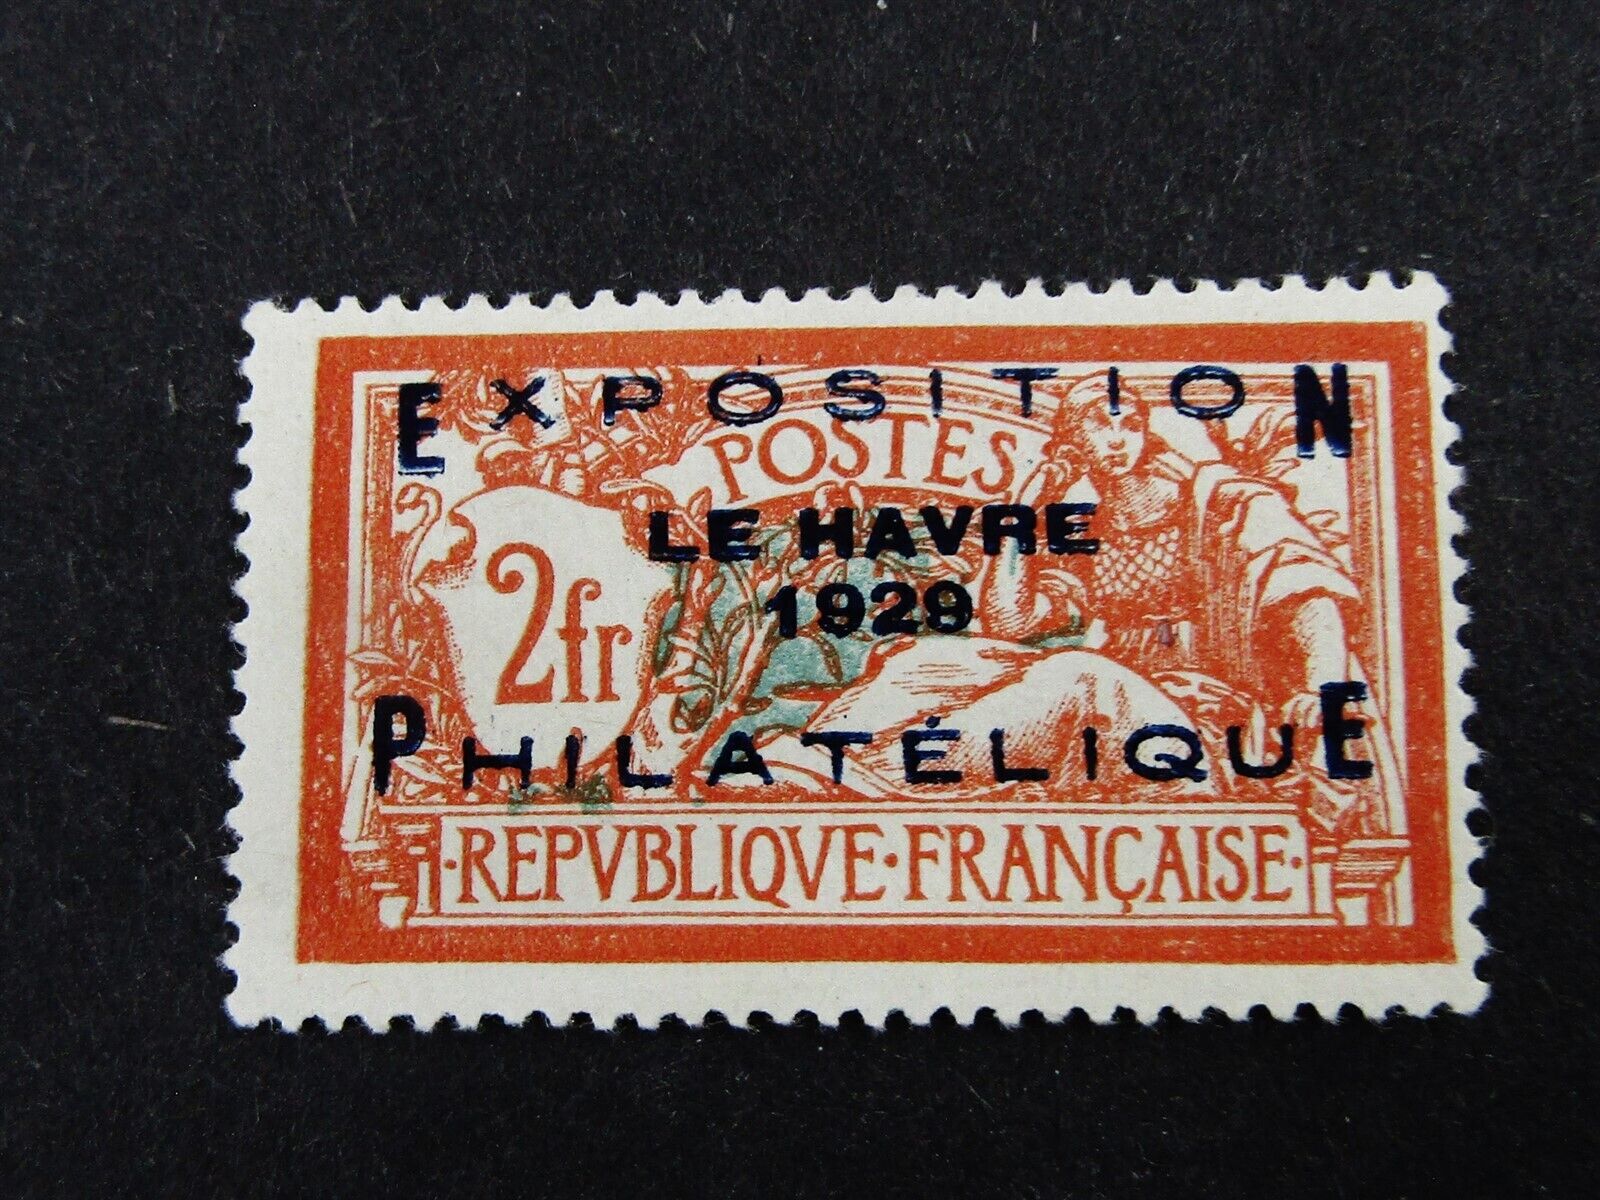 EXPOSITION
POSTES
LE HAVRE
1929
2fr
PHILATÉLIQUE
·REPVBLIQVE·FRANÇAISE·